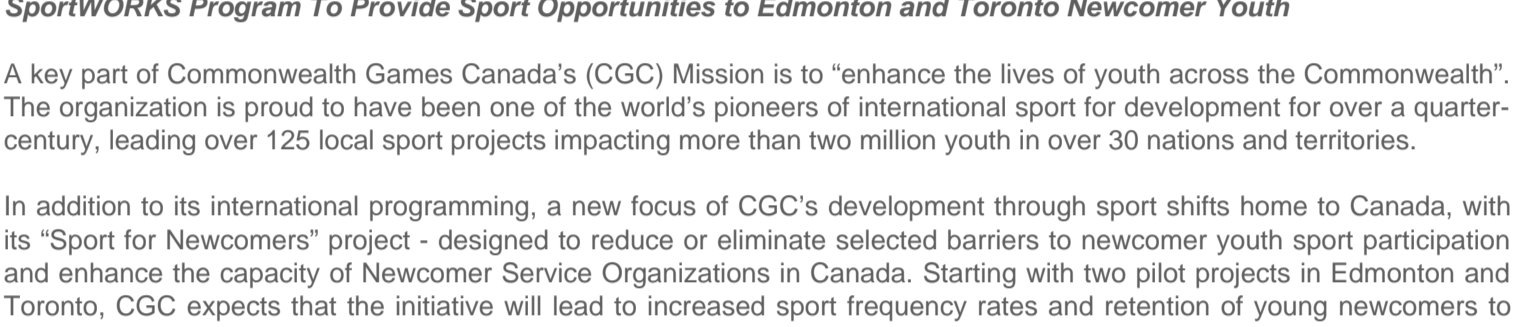 SportWORKS Program To Provide Sport Opportunities to Edmonton and Toronto Newcomer Youth
A key part of Commonwealth Games Canada’s (CGC) Mission is to “enhance the lives of youth across the Commonwealth”.
The organization is proud to have been one of the world’s pioneers of international sport for development for over a quarter-
century, leading over 125 local sport projects impacting more than two million youth in over 30 nations and territories.
In addition to its international programming, a new focus of CGC’s development through sport shifts home to Canada, with
its “Sport for Newcomers” project - designed to reduce or eliminate selected barriers to newcomer youth sport participation
and enhance the capacity of Newcomer Service Organizations in Canada. Starting with two pilot projects in Edmonton and
Toronto, CGC expects that the initiative will lead to increased sport frequency rates and retention of young newcomers to